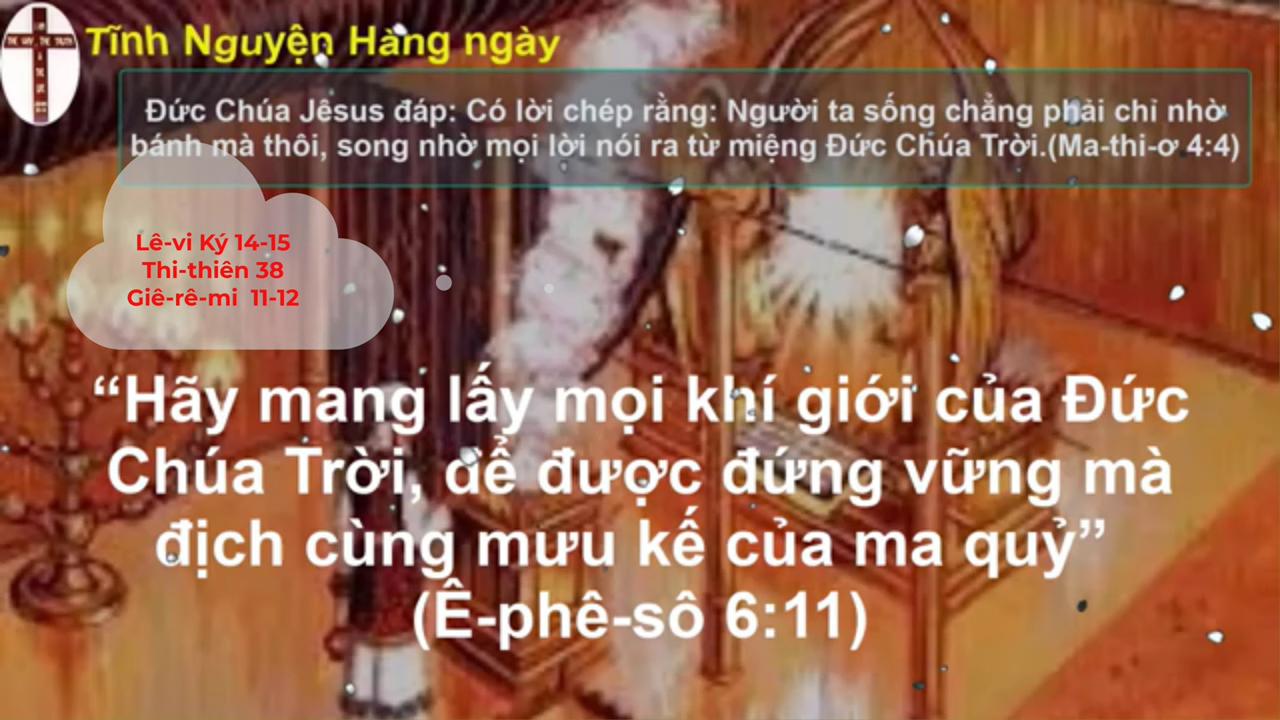 Tĩnh Nguyện Hàng ngày
Đức Chúa Jêsus đáp: Có lời chép rằng: Người ta sống chẳng phải chỉ nhờ
bánh mà thôi, song nhờ mọi lời nói ra từ miệng Đức Chúa Trời.(Ma-thi-ơ 4:4)
Lê-vi Ký 14-15
Thi-thiên 38
Giê-rê-mi 11-12
“Hãy mang lấy mọi khí giới của Đức
Chúa Trời, để được đứng vững mà
địch cùng mưu kế của ma quỷ”
(Ê-phê-sô 6:11)